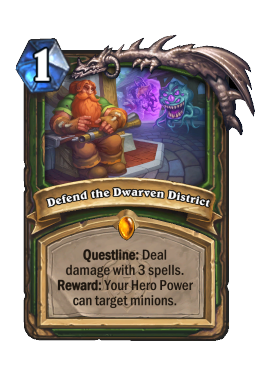 1
Defend the Dwarven District
Questline: Deal
damage with 3 spells.
Reward: Your Hero Power
can target minions.